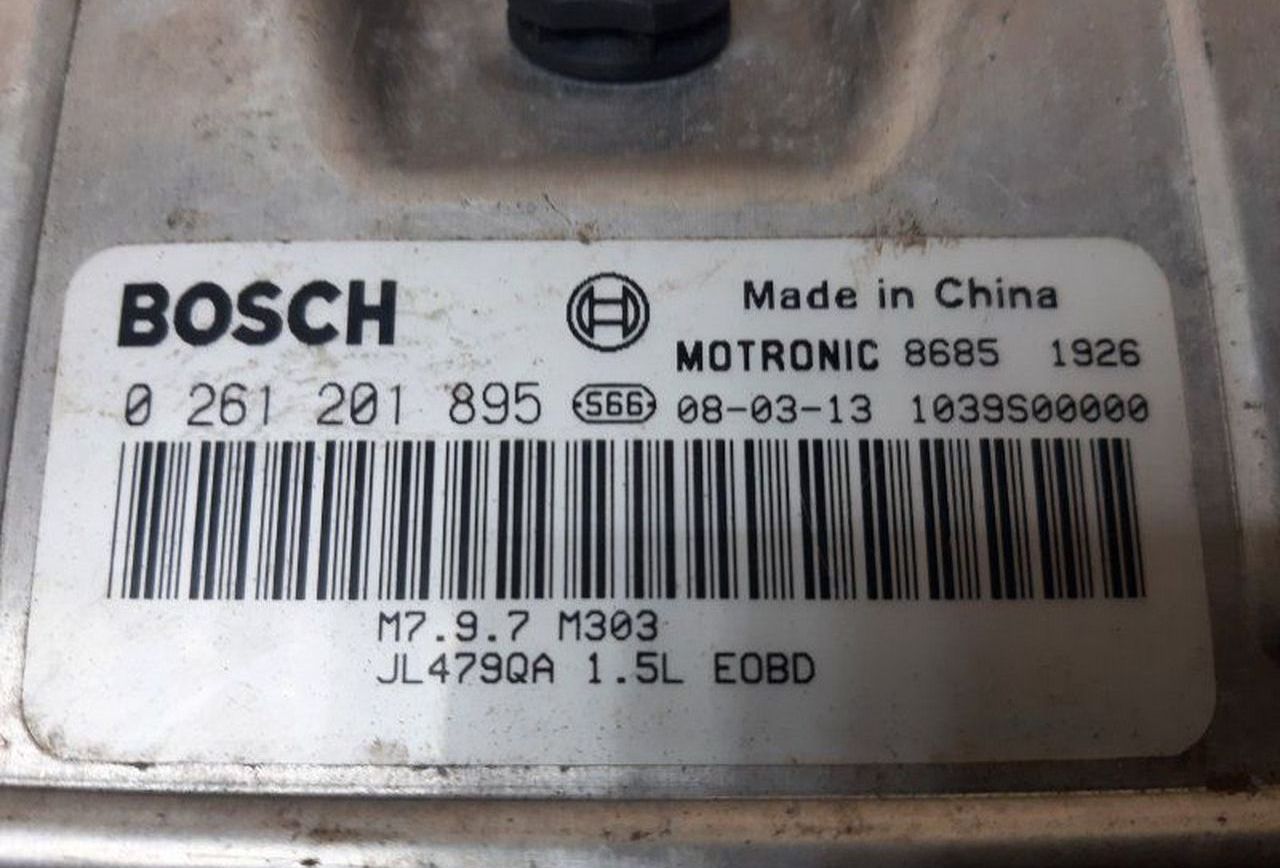 BOSCH
Made in China
MOTRONIC 8685 1926
0 261 201 895 S66 08-03-13 1039S00000
M7.9.7 M303
JL479QA 1.5L EOBD